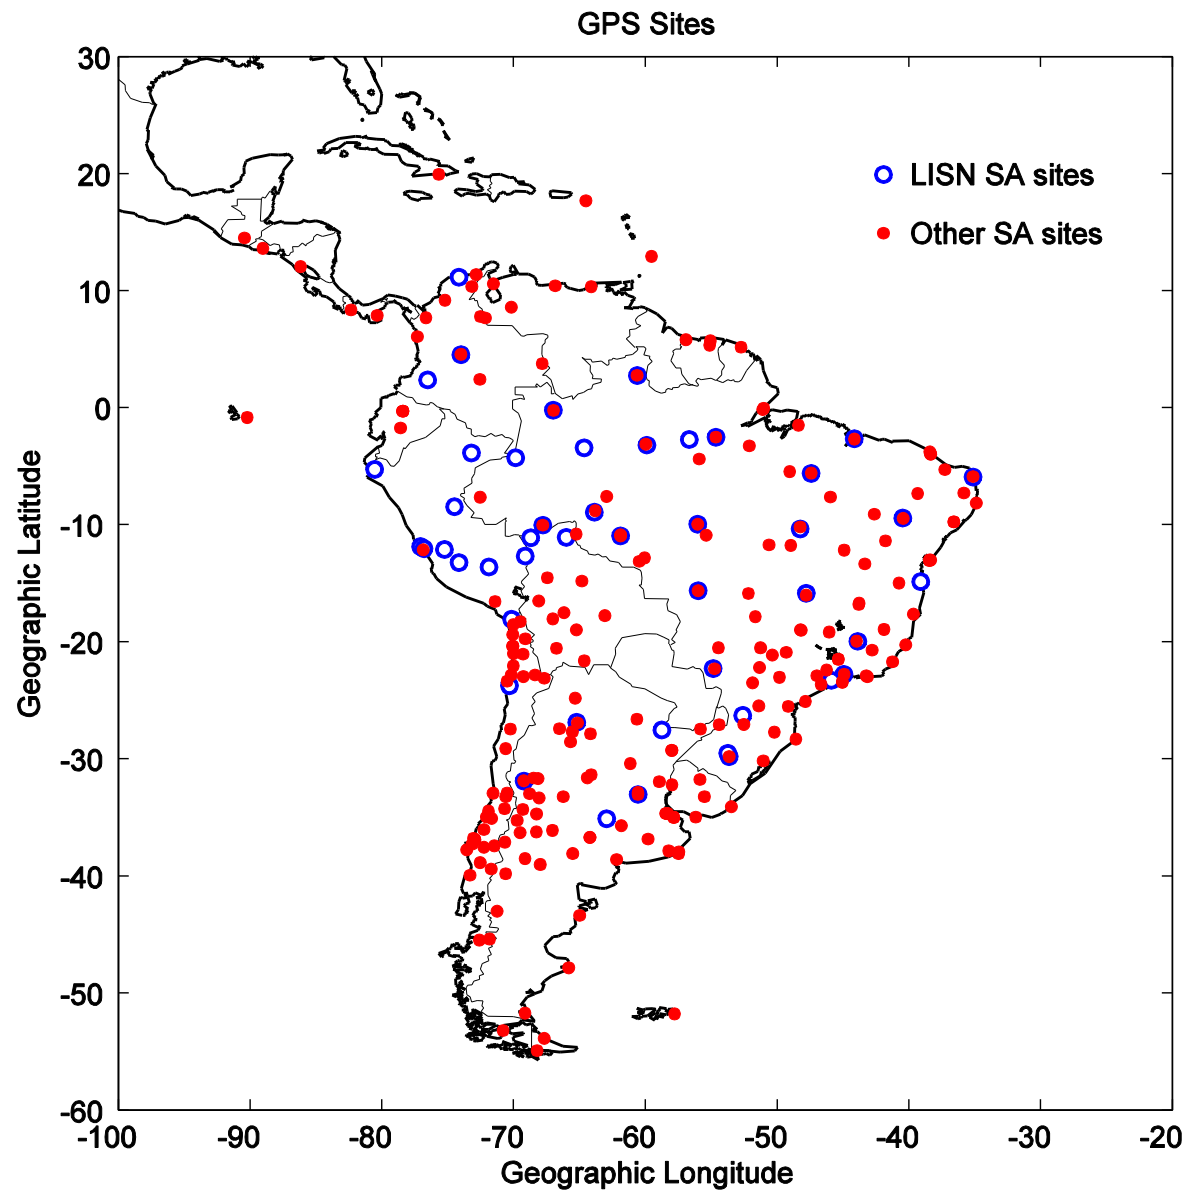 GPS Sites
30
20
10
0
-10
-20
-30
-40
-50
-60
LISN SA sites
Other SA sites
Geographic Latitude
-100 -90 -80 -70 -60 -50 -40 -30 -20
Geographic Longitude